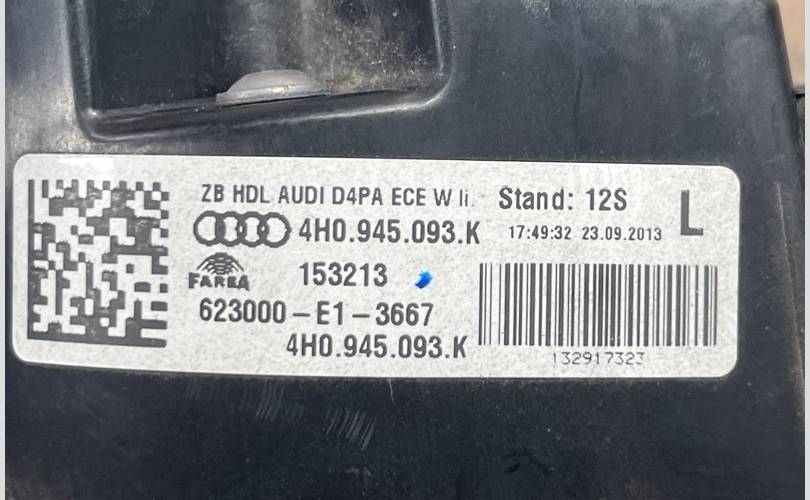 ZB HDL AUDI D4PA ECE W li. Stand: 12S L
4H0.945.093.K 17:49:32 23.09.2013
FARBA 153213
623000-E1-3667
4H0.945.093.K
132917323